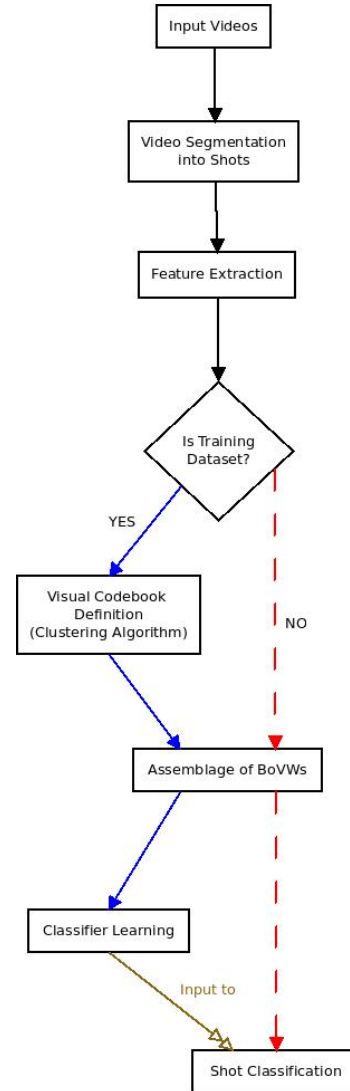 Input Videos
Video Segmentation
into Shots
Feature Extraction
Is Training
Dataset?
YES
Visual Codebook
Definition
(Clustering Algorithm)
NO
Assemblage of BoVWs
Classifier Learning
Input to
Shot Classification